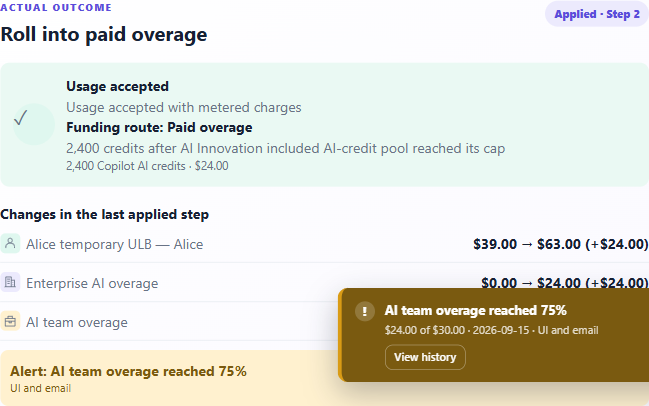 ACTUAL OUTCOME
Applied · Step 2
Roll into paid overage
Usage accepted
Usage accepted with metered charges
Funding route: Paid overage
2,400 credits after AI Innovation included AI-credit pool reached its cap
2,400 Copilot AI credits · $24.00
Changes in the last applied step
Alice temporary ULB — Alice
$39.00 → $63.00 (+$24.00)
Enterprise AI overage
$0.00 → $24.00 (+$24.00)
AI team overage
AI team overage reached 75%
$24.00 of $30.00 · 2026-09-15 · UI and email
View history
Alert: AI team overage reached 75%
UI and email